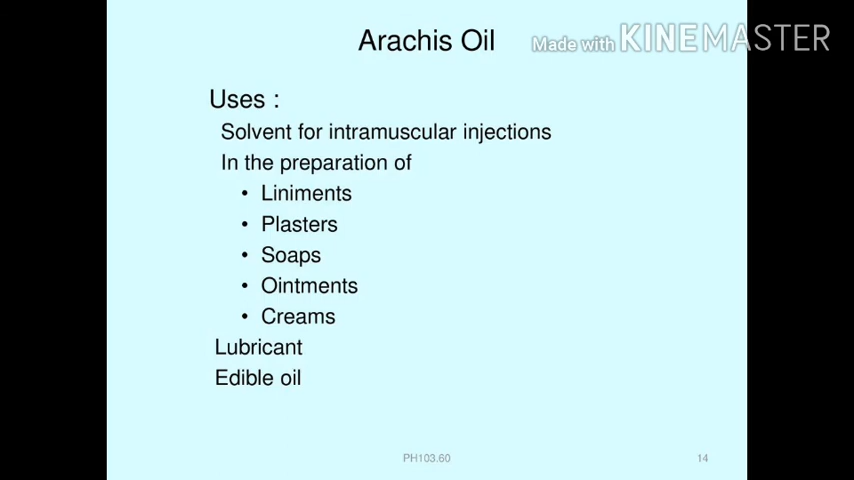 Arachis Oil
Made with KINEMASTER
Uses :
Solvent for intramuscular injections
In the preparation of
• Liniments
• Plasters
• Soaps
• Ointments
• Creams
Lubricant
Edible oil
PH103.60
14